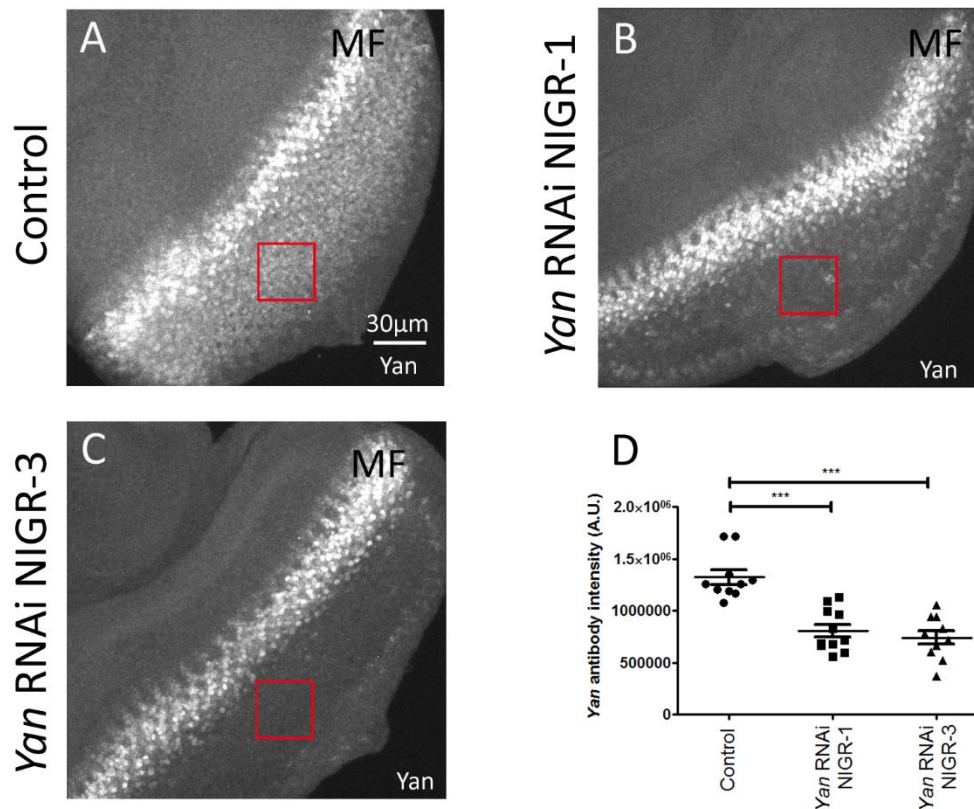 Control
A
MF
30µm
Yan
Yan RNAi NIGR-1
B
MF
Yan
Yan RNAi NIGR-3
C
MF
Yan
D
***
***
Yan antibody intensity (A.U.)
2.0×10⁰⁶
1.5×10⁰⁶
1000000
500000
0
Control
Yan RNAi
NIGR-1
Yan RNAi
NIGR-3